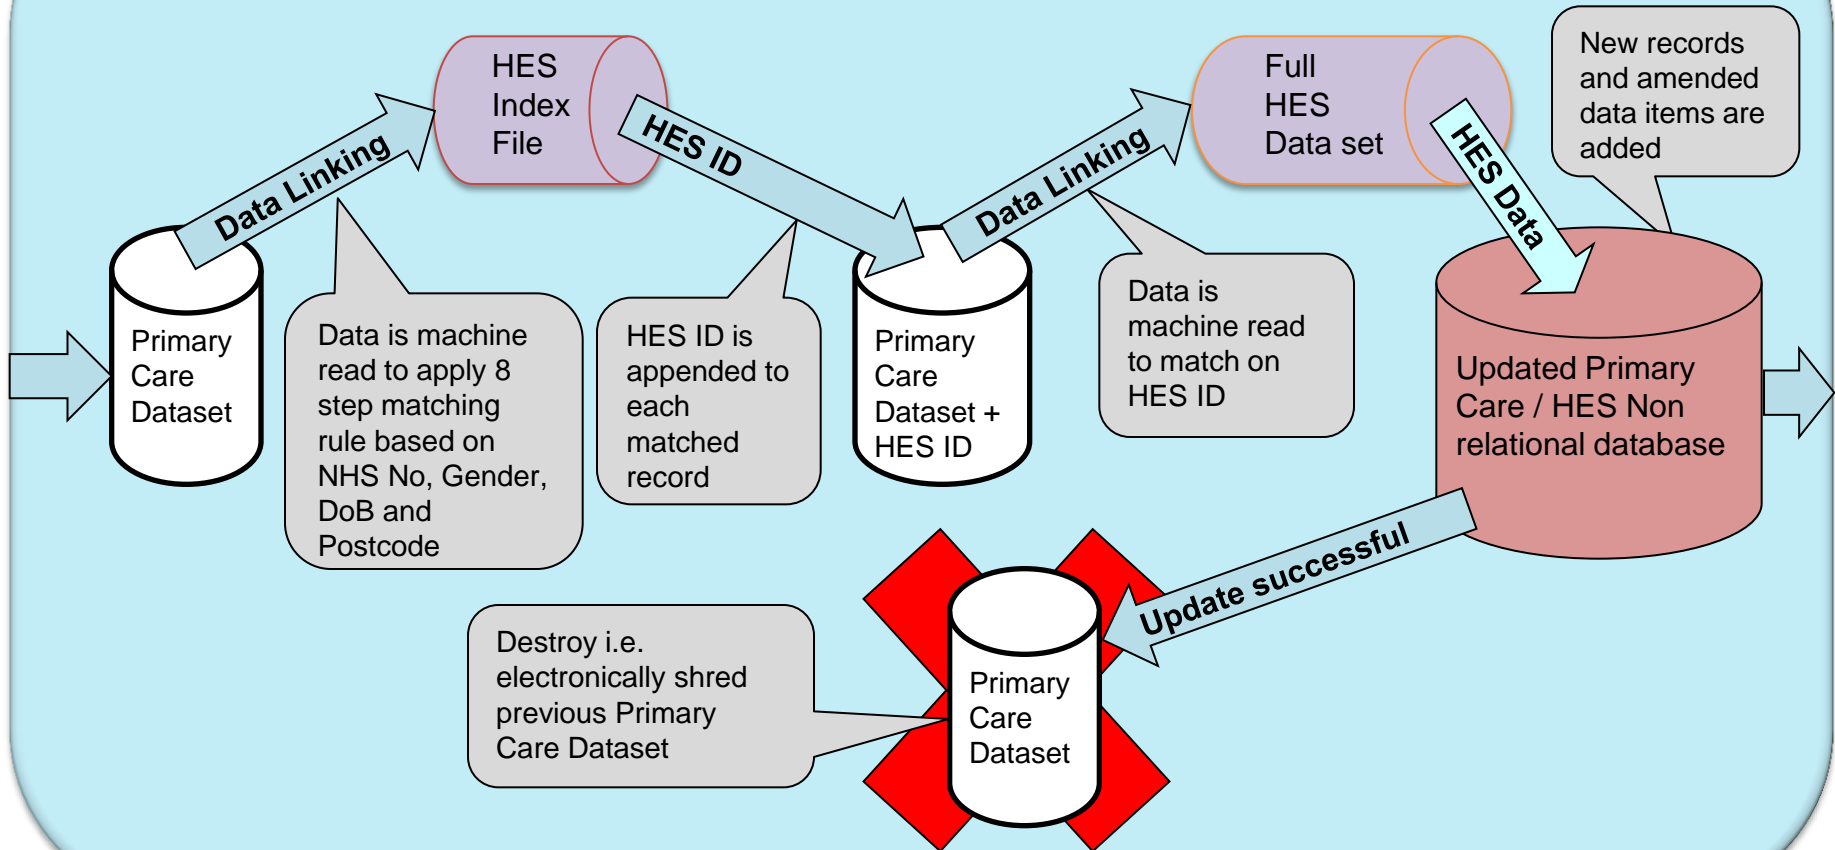 HES
Index
File
Full
HES
Data set
New records
and amended
data items are
added
Data Linking
HES ID
Data Linking
HES Data
Primary
Care
Dataset
Data is machine
read to apply 8
step matching
rule based on
NHS No, Gender,
DoB and
Postcode
HES ID is
appended to
each
matched
record
Primary
Care
Dataset +
HES ID
Data is
machine read
to match on
HES ID
Updated Primary
Care / HES Non
relational database
Update successful
Destroy i.e.
electronically shred
previous Primary
Care Dataset
Primary
Care
Dataset